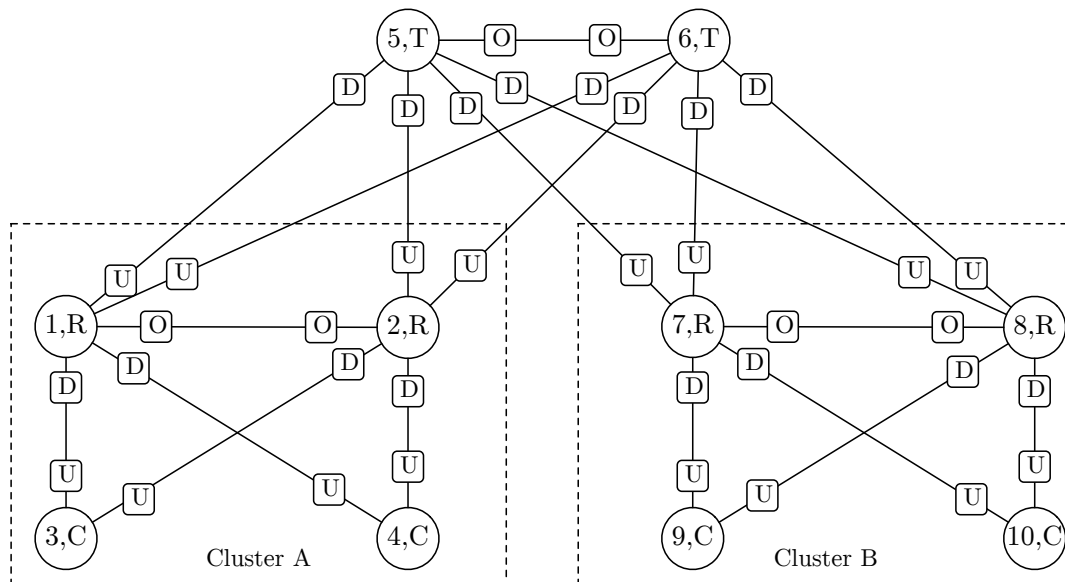 5,T O O 6,T
D D D D D D D D
U U U U U U U U
1,R O O 2,R 7,R O O 8,R
D D D D D D D D
U U U U U U U U
3,C 4,C 9,C 10,C
Cluster A Cluster B